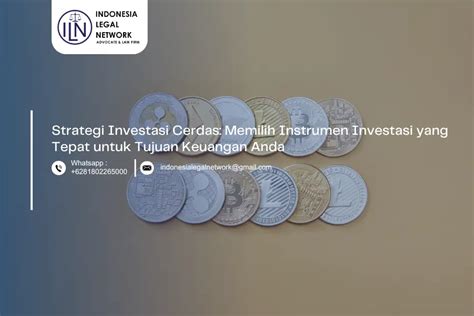 ILN
INDONESIA
LEGAL
NETWORK
ADVOCATE & LAW FIRM
Strategi Investasi Cerdas: Memilih Instrumen Investasi yang
Tepat untuk Tujuan Keuangan Anda
Whatsapp :
+6281802265000
indonesialegalnetwork@gmail.com